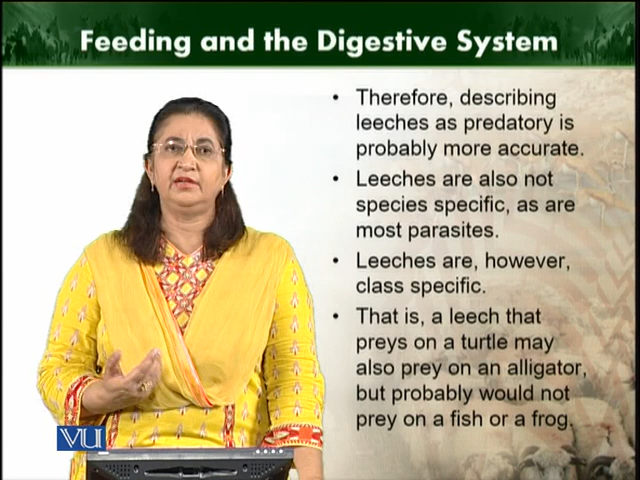 Feeding and the Digestive System
• Therefore, describing
leeches as predatory is
probably more accurate.
• Leeches are also not
species specific, as are
most parasites.
• Leeches are, however,
class specific.
• That is, a leech that
preys on a turtle may
also prey on an alligator,
but probably would not
prey on a fish or a frog.
VU